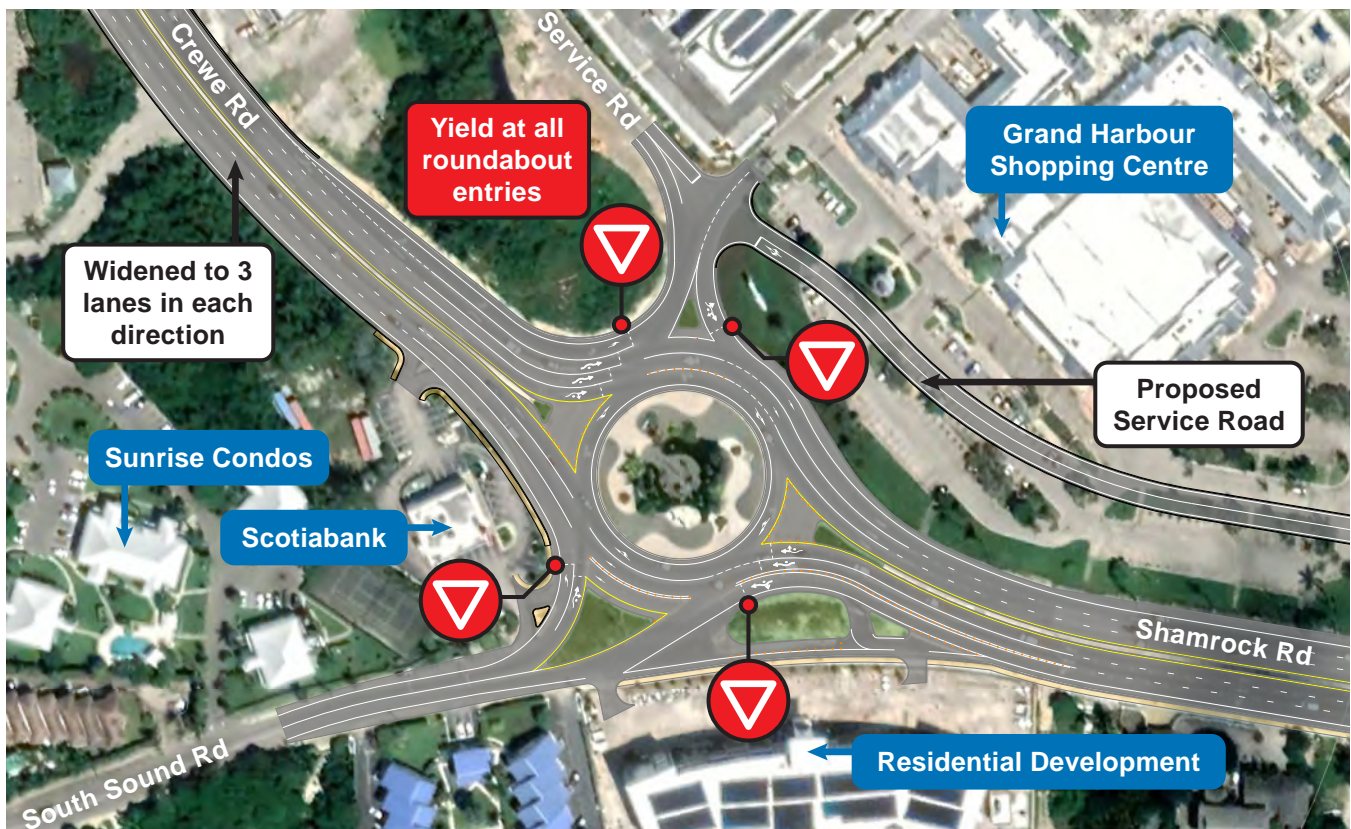 Crewe Rd
Service Rd
Yield at all
roundabout
entries
Grand Harbour
Shopping Centre
Widened to 3
lanes in each
direction
Proposed
Service Road
Sunrise Condos
Scotiabank
Shamrock Rd
South Sound Rd
Residential Development